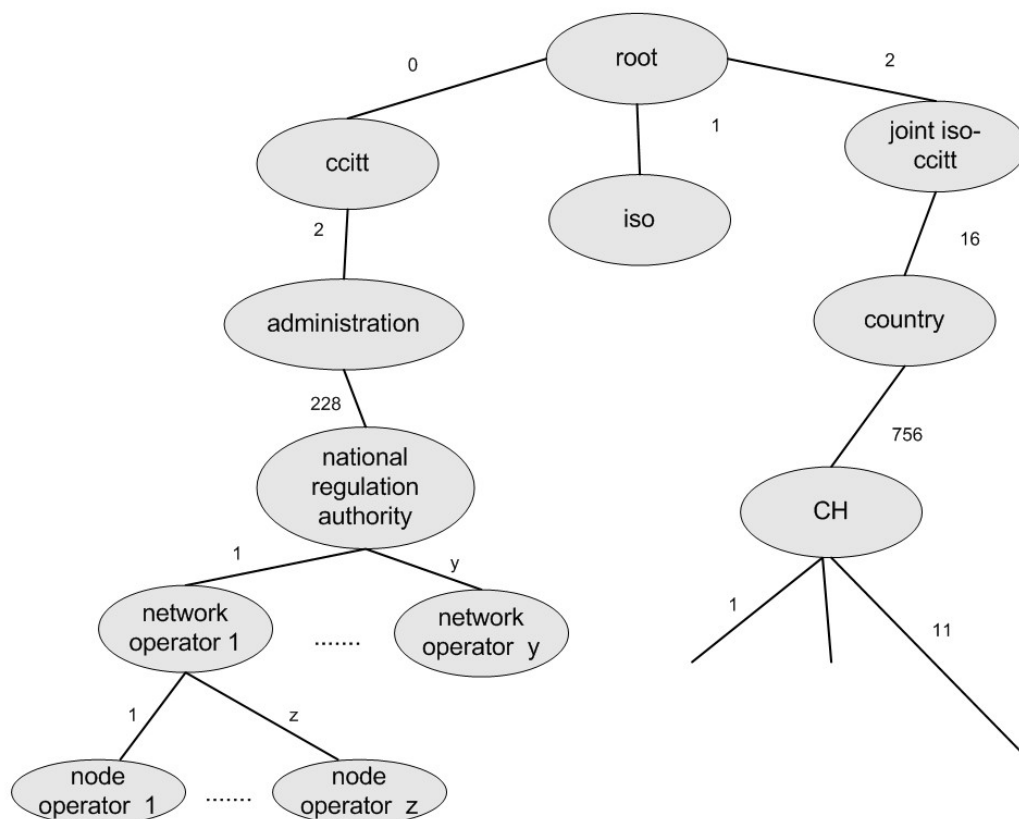 root
0
2
1
ccitt
joint iso-
ccitt
iso
2
16
administration
country
228
756
national
regulation
authority
CH
1
y
1
11
network
operator 1
.......
network
operator y
1
z
node
operator 1
.......
node
operator z